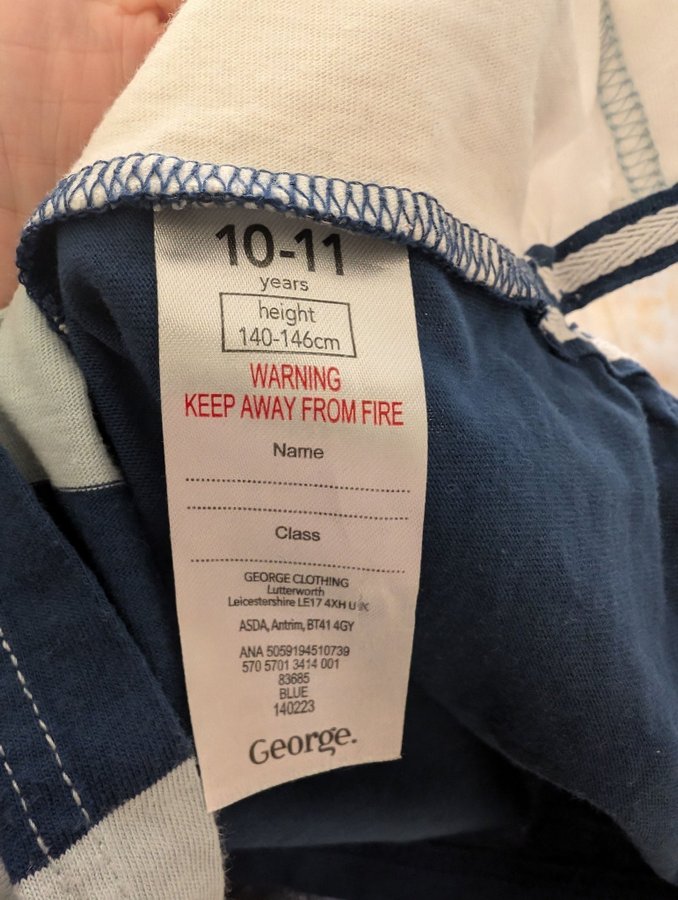 10-11
years
height
140-146cm
WARNING
KEEP AWAY FROM FIRE
Name
Class
GEORGE CLOTHING
Lutterworth
Leicestershire LE17 4XH UK
ASDA, Antrim, BT41 4GY
ANA 5059194510739
570 5701 3414 001
83685
BLUE
140223
George.